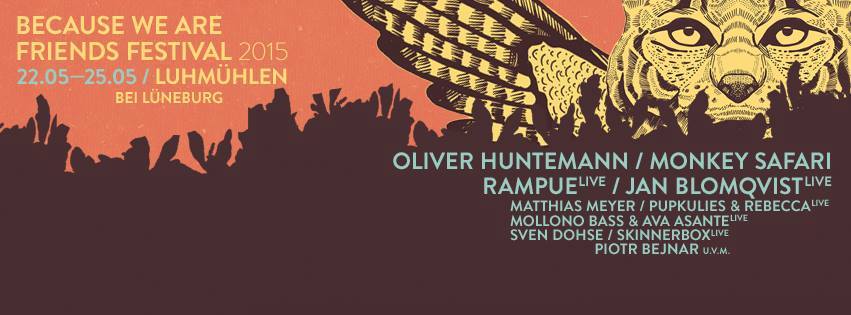 BECAUSE WE ARE
FRIENDS FESTIVAL 2015
22.05—25.05 / LUHMÜHLEN
BEI LÜNEBURG
OLIVER HUNTEMANN / MONKEY SAFARI
RAMPUE LIVE / JAN BLOMQVIST LIVE
MATTHIAS MEYER / PUPKULIES & REBECCA LIVE
MOLLONO BASS & AVA ASANTE LIVE
SVEN DOHSE / SKINNERBOX LIVE
PIOTR BEJNAR U.V.M.